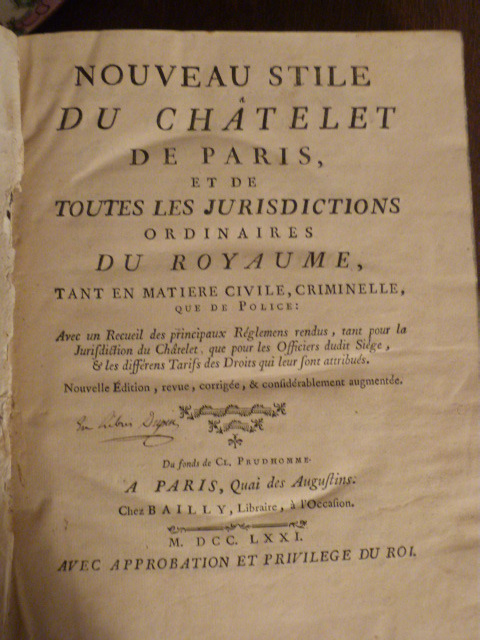 NOUVEAU STILE
DU CHÂTELET
DE PARIS,
ET DE
TOUTES LES JURISDICTIONS
ORDINAIRES
DU ROYAUME,
TANT EN MATIERE CIVILE, CRIMINELLE,
QUE DE POLICE:
Avec un Recueil des principaux Réglemens rendus, tant pour la
Jurisdiction du Châtelet, que pour les Officiers dudit Siége,
& les différens Tarifs des Droits qui leur sont attribués.
Nouvelle Édition, revue, corrigée, & considérablement augmentée.
Ex Libris
Du fonds de CL. PRUDHOMME.
A PARIS, Quai des Augustins.
Chez BAILLY, Libraire, à l'Occasion.
M. DCC. LXXI.
AVEC APPROBATION ET PRIVILEGE DU ROI.